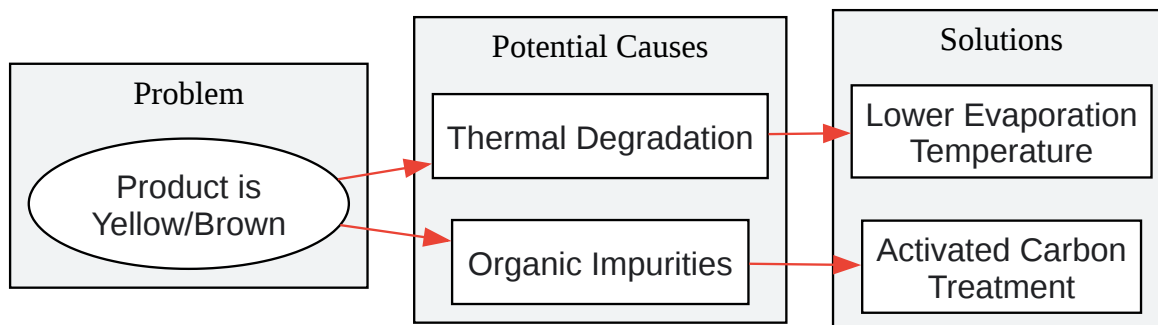 Problem
Product is
Yellow/Brown
Potential Causes
Thermal Degradation
Organic Impurities
Solutions
Lower Evaporation
Temperature
Activated Carbon
Treatment